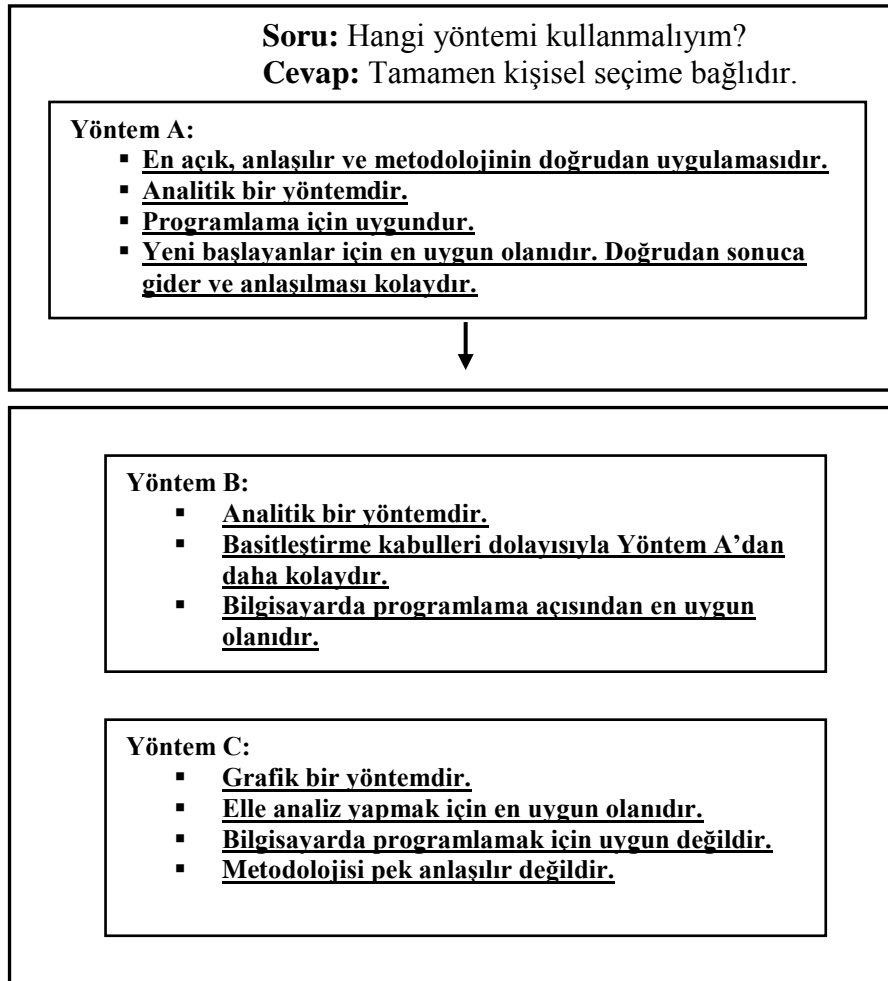 Soru: Hangi yöntemi kullanmalıyım?
Cevap: Tamamen kişisel seçime bağlıdır.
Yöntem A:
▪ En açık, anlaşılır ve metodolojinin doğrudan uygulamasıdır.
▪ Analitik bir yöntemdir.
▪ Programlama için uygundur.
▪ Yeni başlayanlar için en uygun olanıdır. Doğrudan sonuca
gider ve anlaşılması kolaydır.
Yöntem B:
▪ Analitik bir yöntemdir.
▪ Basitleştirme kabulleri dolayısıyla Yöntem A’dan
daha kolaydır.
▪ Bilgisayarda programlama açısından en uygun
olanıdır.
Yöntem C:
▪ Grafik bir yöntemdir.
▪ Elle analiz yapmak için en uygun olanıdır.
▪ Bilgisayarda programlamak için uygun değildir.
▪ Metodolojisi pek anlaşılır değildir.